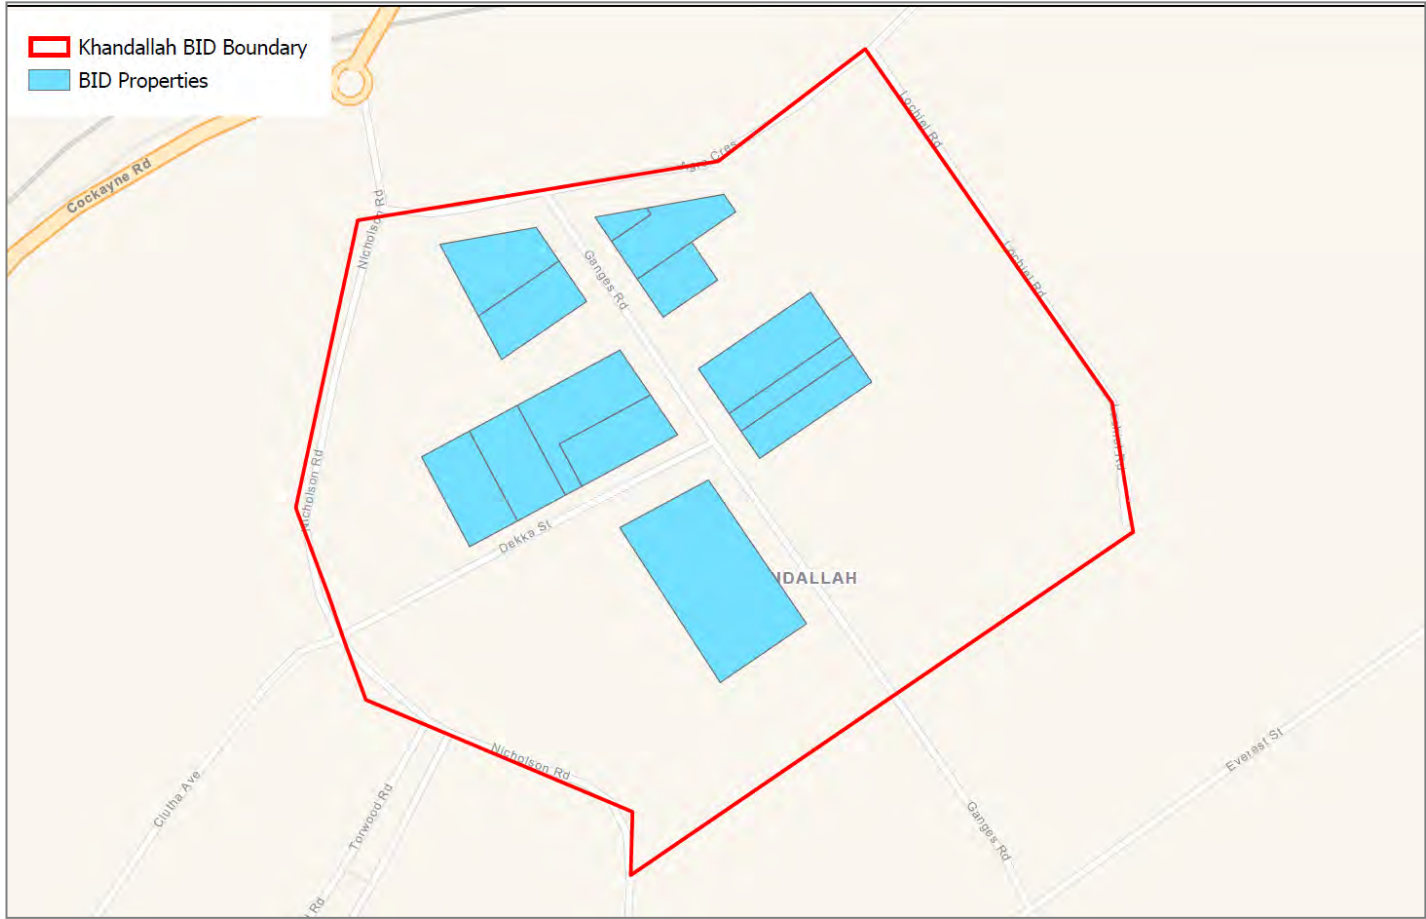 Khandallah BID Boundary
BID Properties
Cockayne Rd
Nicholson Rd
Agra Cres
Lochiel Rd
Ganges Rd
Lochiel Rd
Nicholson Rd
Dekka St
NDALLAH
Nicholson Rd
Clutha Ave
Torwood Rd
Ganges Rd
Everest St
Rd